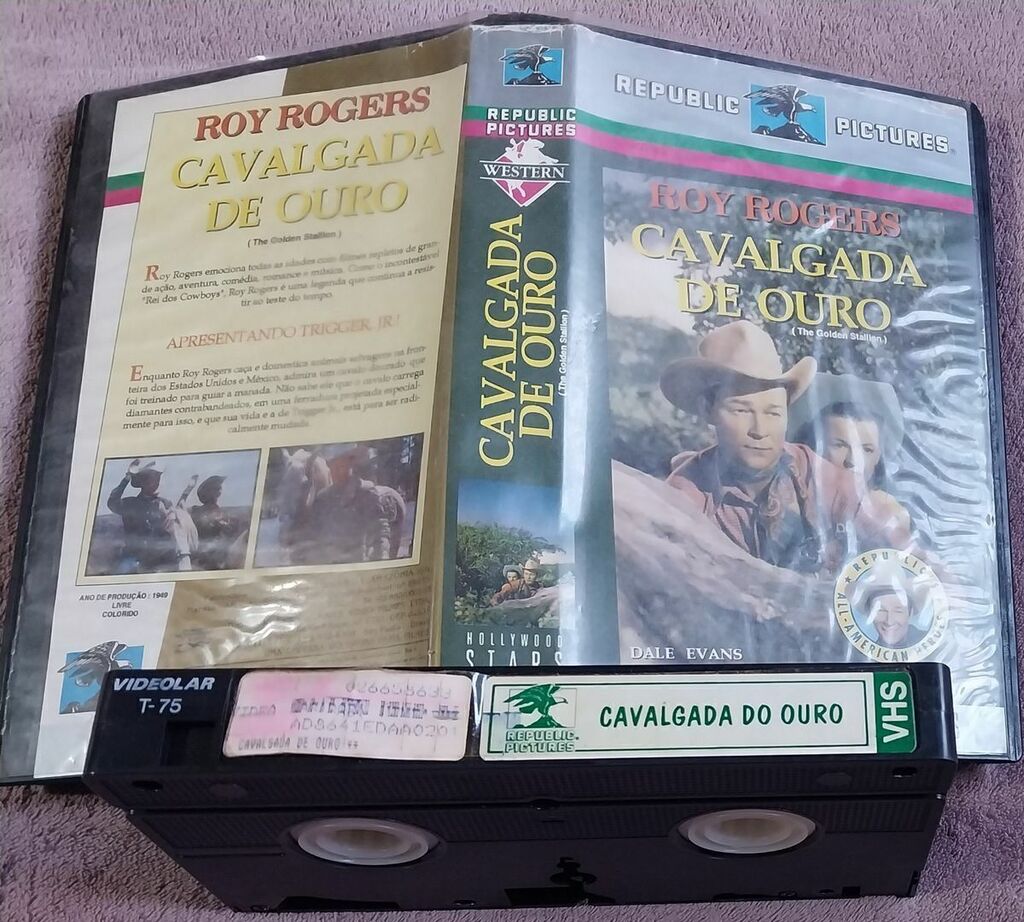 ROY ROGERS
CAVALGADA
DE OURO
( The Golden Stallion )
Roy Rogers emociona todas as idades com filmes repletos de gran-
de ação, aventura, comédia, romance e música. Como o incontestável
"Rei dos Cowboys", Roy Rogers é uma legenda que continua a resis-
tir ao teste do tempo.
APRESENTANDO TRIGGER, JR.!
Enquanto Roy Rogers caça e domestica animais selvagens na fron-
teira dos Estados Unidos e México, admira um cavalo dourado que
foi treinado para guiar a manada. Não sabe ele que o cavalo carrega
diamantes contrabandeados, em uma ferradura projetada especial-
mente para isso, e que sua vida e a de Trigger Jr., está para ser radi-
calmente mudada.
ANO DE PRODUÇÃO : 1949
LIVRE
COLORIDO
REPUBLIC
PICTURES
WESTERN
CAVALGADA
DE OURO
( The Golden Stallion )
HOLLYWOOD
STARS
REPUBLIC PICTURES
ROY ROGERS
CAVALGADA
DE OURO
( The Golden Stallion )
REPUBLIC
ALL-AMERICAN HEROES
DALE EVANS
VIDEOLAR
T-75
CAVALGADA DE OURO **
REPUBLIC
PICTURES
CAVALGADA DO OURO
VHS